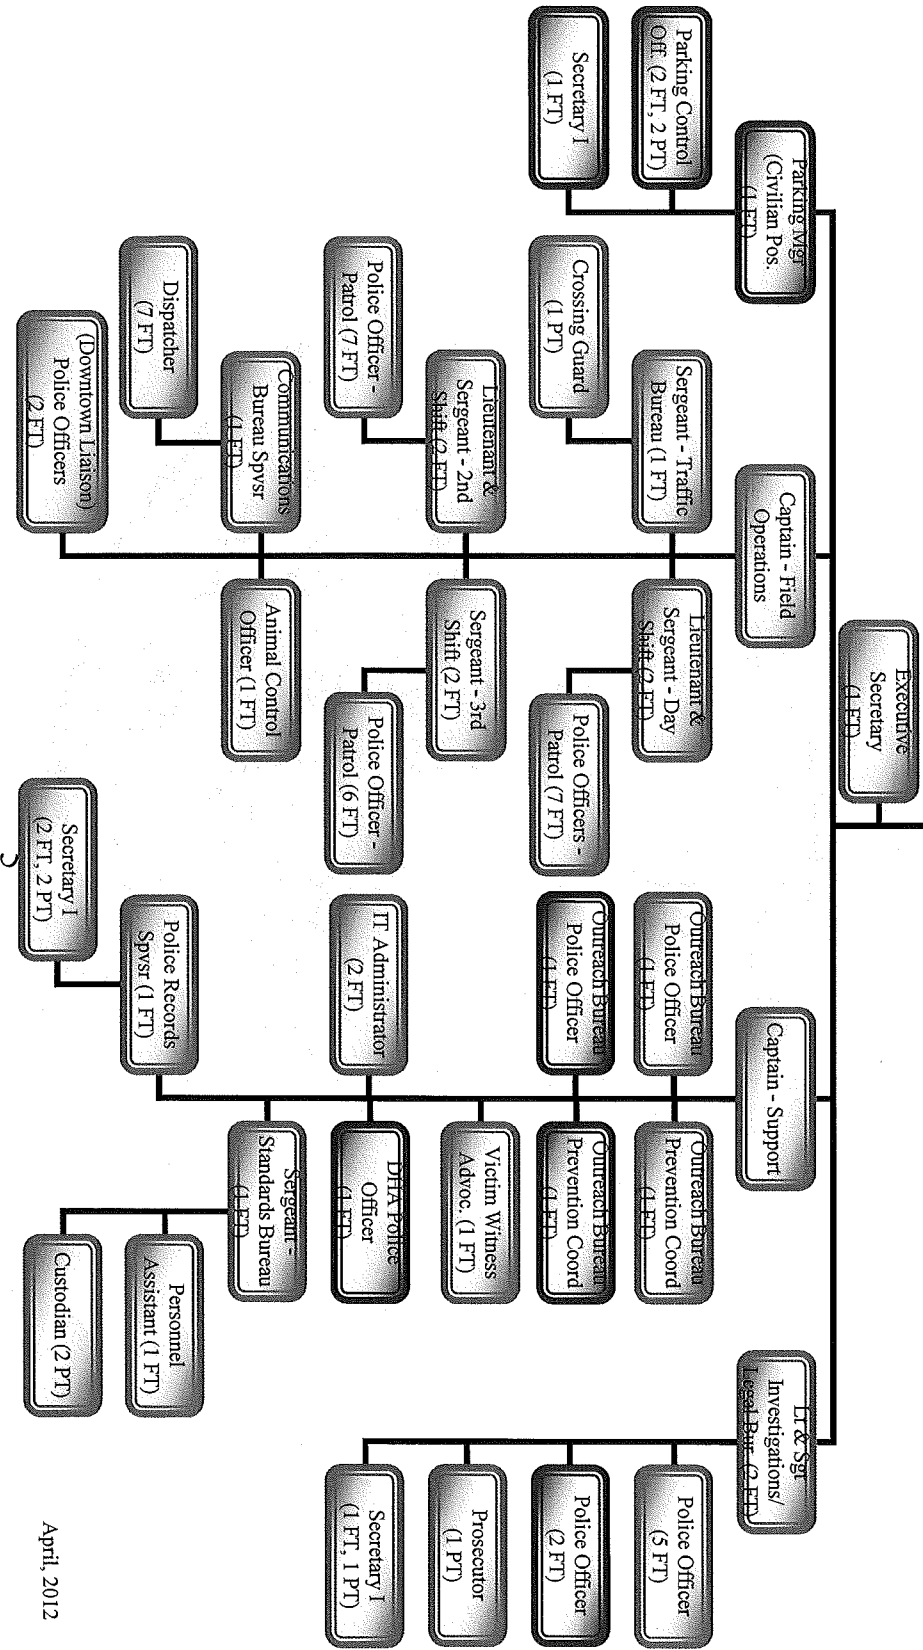 Executive
Secretary
(1 FT)
Parking Mgr
(Civilian Pos.
(1 FT)
Parking Control
Off. (2 FT, 2 PT)
Secretary I
(1 FT)
Captain - Field
Operations
Sergeant - Traffic
Bureau (1 FT)
Crossing Guard
(1 PT)
Lieutenant &
Sergeant - Day
Shift (2 FT)
Police Officers -
Patrol (7 FT)
Lieutenant &
Sergeant - 2nd
Shift (2 FT)
Police Officer -
Patrol (7 FT)
Sergeant - 3rd
Shift (2 FT)
Police Officer -
Patrol (6 FT)
Communications
Bureau Spvsr
(1 FT)
Dispatcher
(7 FT)
Animal Control
Officer (1 FT)
(Downtown Liaison)
Police Officers
(2 FT)
Captain - Support
Outreach Bureau
Police Officer
(1 FT)
Outreach Bureau
Prevention Coord
(1 FT)
Outreach Bureau
Police Officer
(1 FT)
Outreach Bureau
Prevention Coord
(1 FT)
Victim Witness
Advoc. (1 FT)
IT Administrator
(2 FT)
DHA Police
Officer
(1 FT)
Sergeant -
Standards Bureau
(1 FT)
Personnel
Assistant (1 FT)
Custodian (2 PT)
Police Records
Spvsr (1 FT)
Secretary I
(2 FT, 2 PT)
Lt & Sgt
Investigations/
Legal Bur. (2 FT)
Police Officer
(5 FT)
Police Officer
(2 FT)
Prosecutor
(1 PT)
Secretary I
(1 FT, 1 PT)
April, 2012